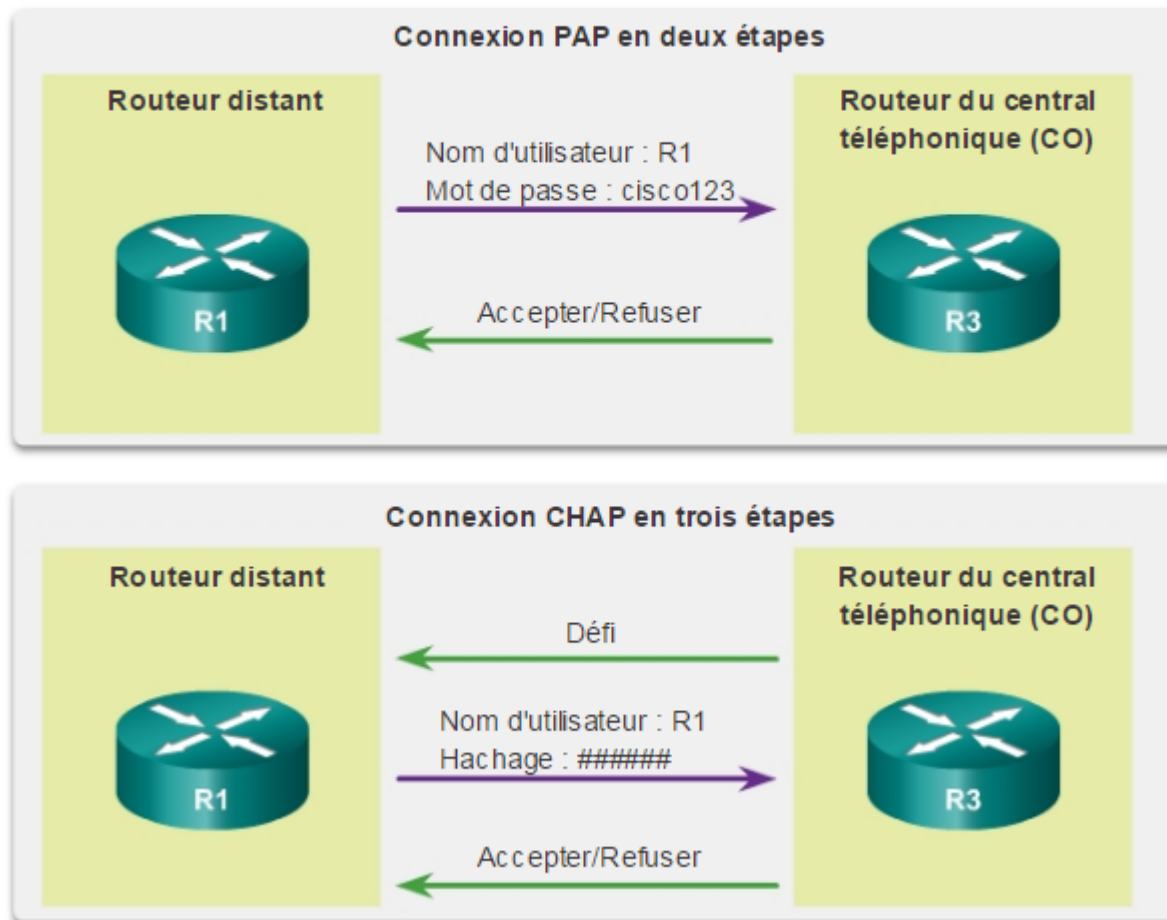 Connexion PAP en deux étapes
Routeur distant
Routeur du central
téléphonique (CO)
Nom d'utilisateur : R1
Mot de passe : cisco123
R1
R3
Accepter/Refuser
Connexion CHAP en trois étapes
Routeur distant
Routeur du central
téléphonique (CO)
Défi
Nom d'utilisateur : R1
Hachage : ######
R1
R3
Accepter/Refuser